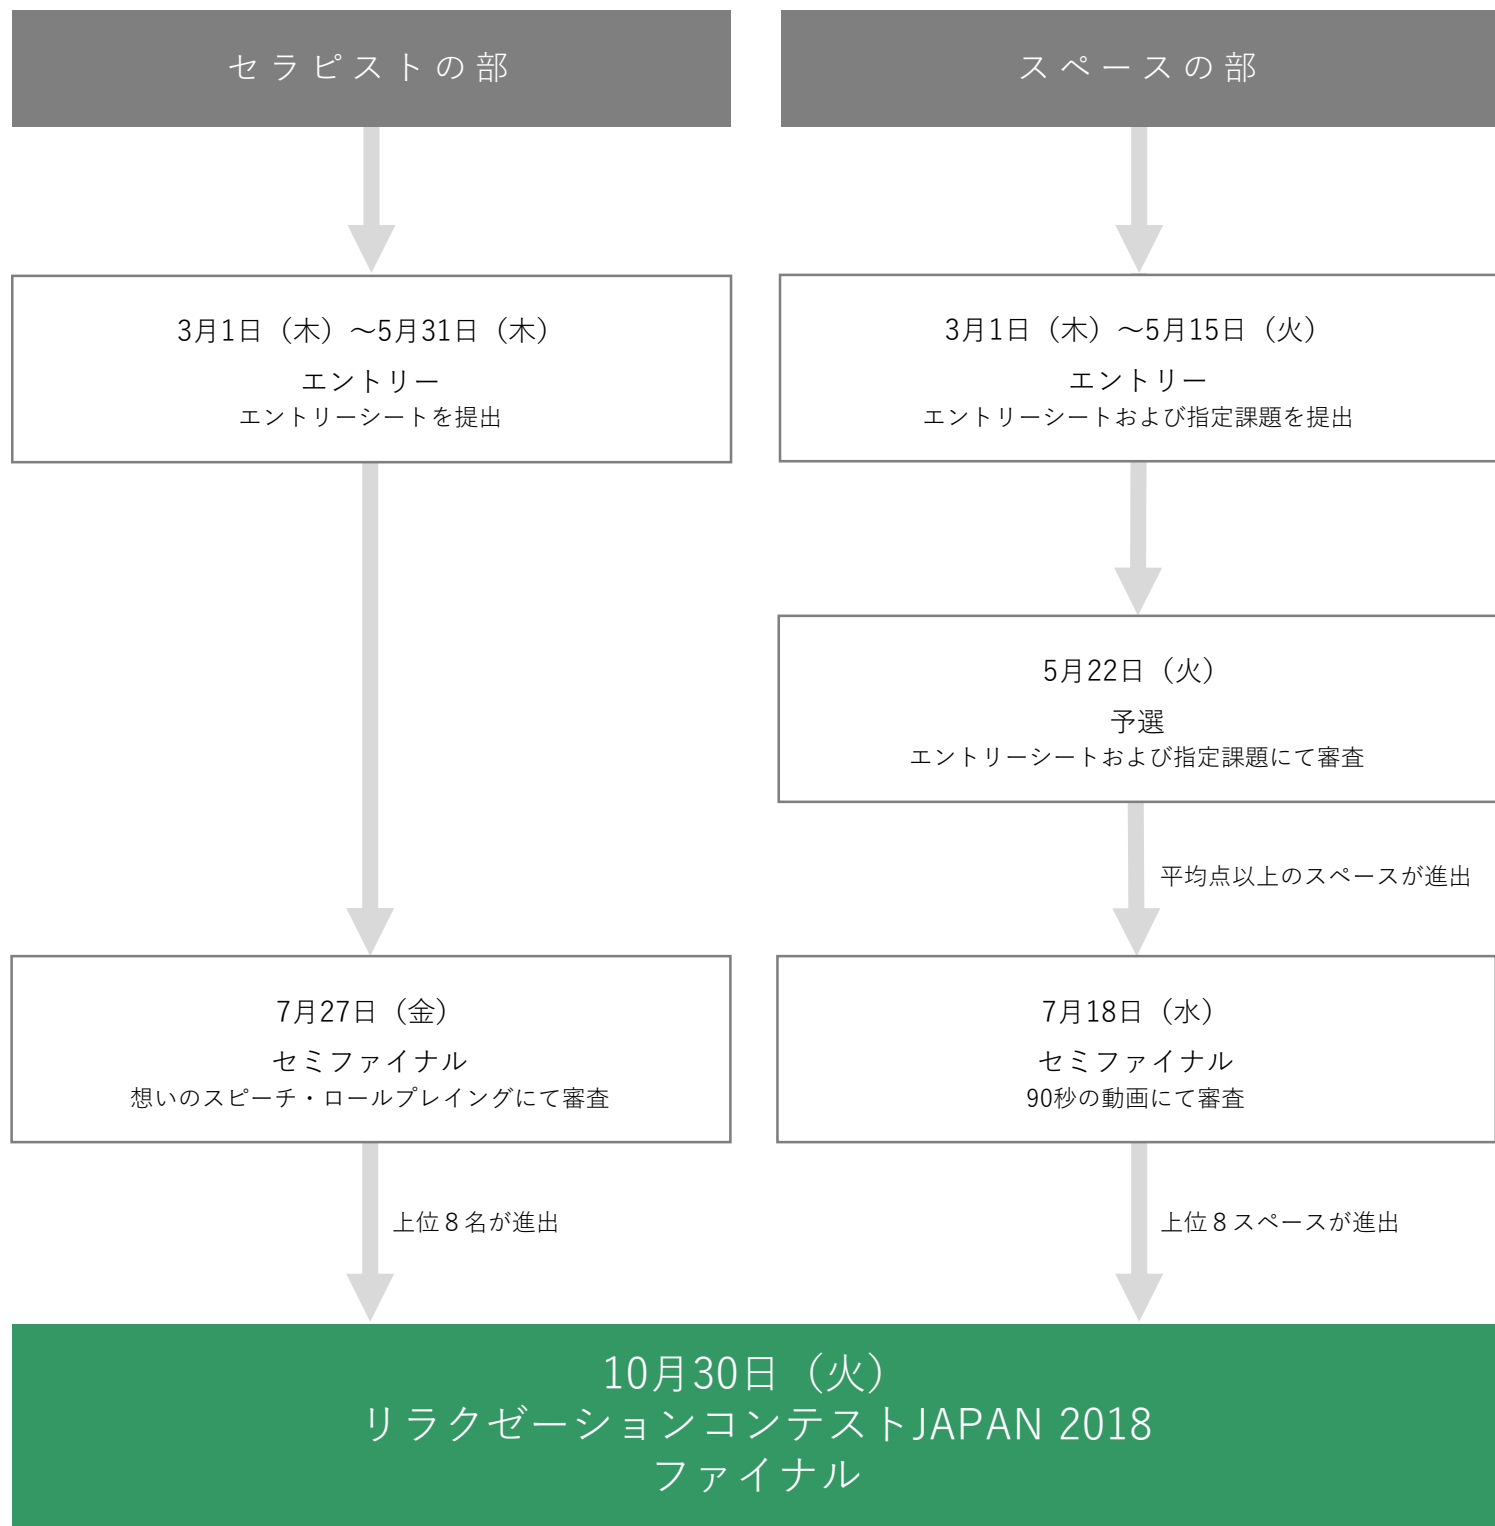 セラピストの部
3月1日（木）～5月31日（木）
エントリー
エントリーシートを提出
7月27日（金）
セミファイナル
想いのスピーチ・ロールプレイングにて審査
上位８名が進出
スペースの部
3月1日（木）～5月15日（火）
エントリー
エントリーシートおよび指定課題を提出
5月22日（火）
予選
エントリーシートおよび指定課題にて審査
平均点以上のスペースが進出
7月18日（水）
セミファイナル
90秒の動画にて審査
上位８スペースが進出
10月30日（火）
リラクゼーションコンテストJAPAN 2018
ファイナル